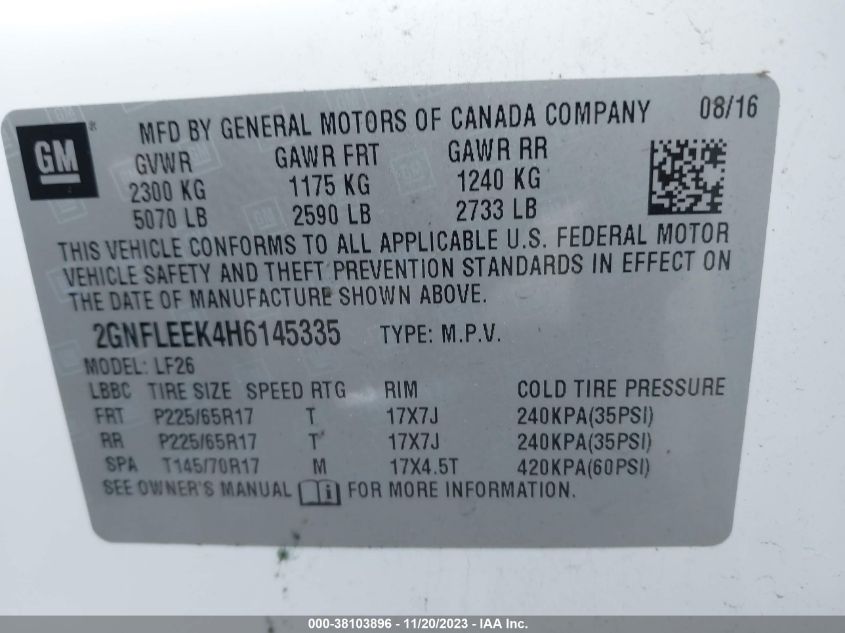 GM ®
MFD BY GENERAL MOTORS OF CANADA COMPANY 08/16
GVWR GAWR FRT GAWR RR
2300 KG 1175 KG 1240 KG
5070 LB 2590 LB 2733 LB
THIS VEHICLE CONFORMS TO ALL APPLICABLE U.S. FEDERAL MOTOR
VEHICLE SAFETY AND THEFT PREVENTION STANDARDS IN EFFECT ON
THE DATE OF MANUFACTURE SHOWN ABOVE.
2GNFLEEK4H6145335 TYPE: M.P.V.
MODEL: LF26
LBBC TIRE SIZE SPEED RTG RIM COLD TIRE PRESSURE
FRT P225/65R17 T 17X7J 240KPA(35PSI)
RR P225/65R17 T 17X7J 240KPA(35PSI)
SPA T145/70R17 M 17X4.5T 420KPA(60PSI)
SEE OWNER'S MANUAL FOR MORE INFORMATION.
000-38103896 - 11/20/2023 - IAA Inc.